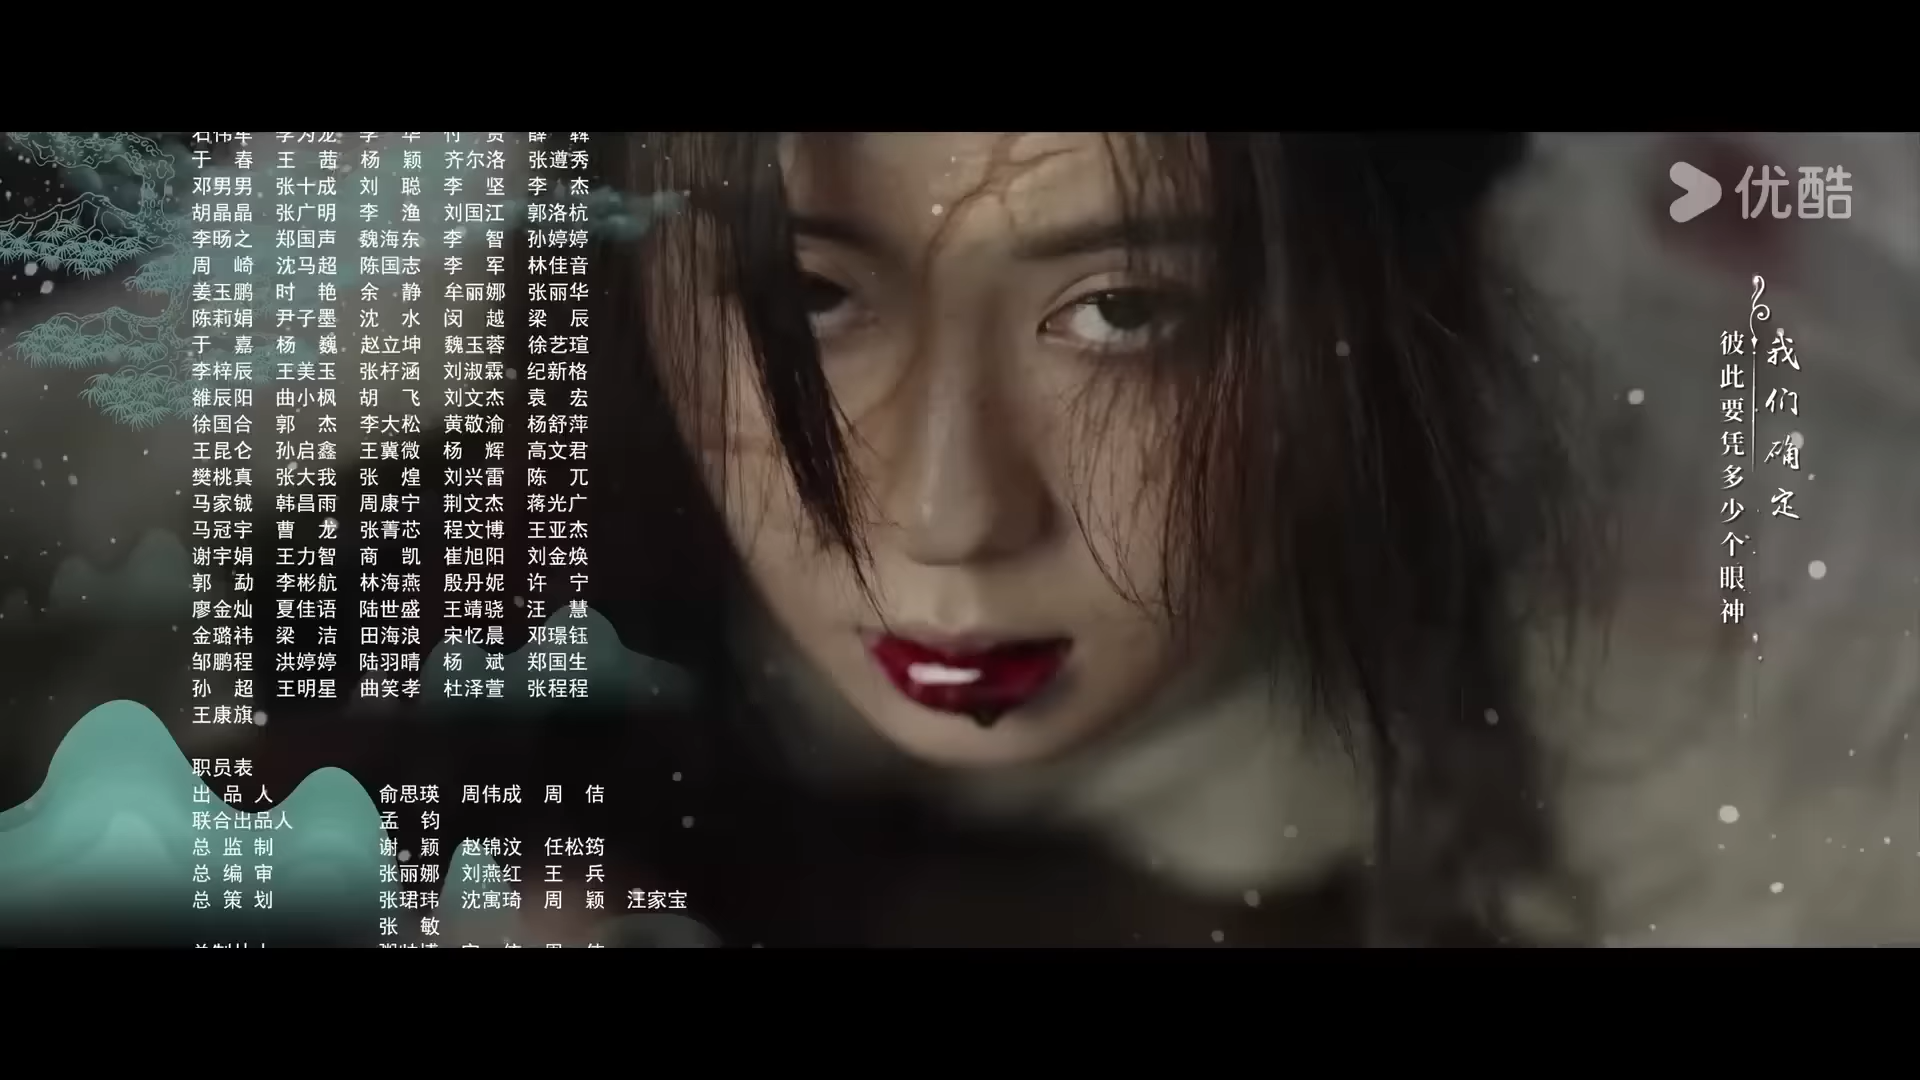 于 春 王 茜 杨 颖 齐尔洛 张遵秀
邓男男 张十成 刘 聪 李 坚 李 杰
胡晶晶 张广明 李 渔 刘国江 郭洛杭
李旸之 郑国声 魏海东 李 智 孙婷婷
周 崎 沈马超 陈国志 李 军 林佳音
姜玉鹏 时 艳 余 静 牟丽娜 张丽华
陈莉娟 尹子墨 沈 水 闵 越 梁 辰
于 嘉 杨 巍 赵立坤 魏玉蓉 徐艺瑄
李梓辰 王美玉 张杍涵 刘淑霖 纪新格
雒辰阳 曲小枫 胡 飞 刘文杰 袁 宏
徐国合 郭 杰 李大松 黄敬渝 杨舒萍
王昆仑 孙启鑫 王冀微 杨 辉 高文君
樊桃真 张大我 张 煌 刘兴雷 陈 兀
马家铖 韩昌雨 周康宁 荆文杰 蒋光广
马冠宇 曹 龙 张菁芯 程文博 王亚杰
谢宇娟 王力智 商 凯 崔旭阳 刘金焕
郭 勐 李彬航 林海燕 殷丹妮 许 宁
廖金灿 夏佳语 陆世盛 王靖骁 汪 慧
金璐祎 梁 洁 田海浪 宋忆晨 邓璟钰
邹鹏程 洪婷婷 陆羽晴 杨 斌 郑国生
孙 超 王明星 曲笑孝 杜泽萱 张程程
王康旗
职员表
出 品 人 俞思瑛 周伟成 周 佶
联合出品人 孟 钧
总 监 制 谢 颖 赵锦汶 任松筠
总 编 审 张丽娜 刘燕红 王 兵
总 策 划 张珺玮 沈寓琦 周 颖 汪家宝
张 敏
优酷
我们确定
彼此要凭多少个眼神